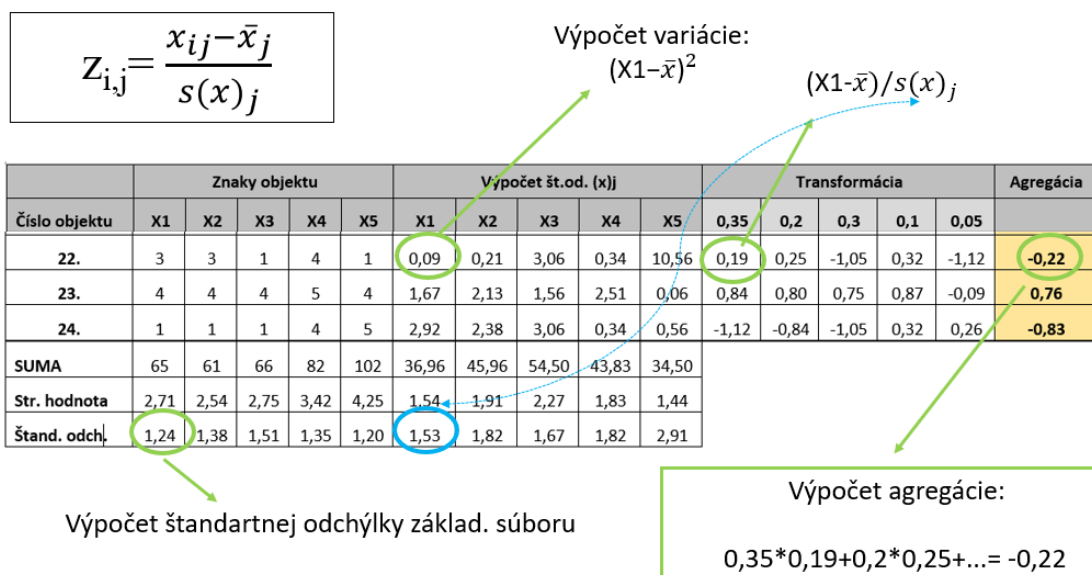 Z_{i,j} = \frac{x_{ij} - \bar{x}_j}{s(x)_j}
Výpočet variácie:
(X1−x̄)²
(X1-x̄)/s(x)_j
Znaky objektu Výpočet št.od. (x)j Transformácia Agregácia
Číslo objektu X1 X2 X3 X4 X5 X1 X2 X3 X4 X5 0,35 0,2 0,3 0,1 0,05
22. 3 3 1 4 1 0,09 0,21 3,06 0,34 10,56 0,19 0,25 -1,05 0,32 -1,12 -0,22
23. 4 4 4 5 4 1,67 2,13 1,56 2,51 0,06 0,84 0,80 0,75 0,87 -0,09 0,76
24. 1 1 1 4 5 2,92 2,38 3,06 0,34 0,56 -1,12 -0,84 -1,05 0,32 0,26 -0,83
SUMA 65 61 66 82 102 36,96 45,96 54,50 43,83 34,50
Str. hodnota 2,71 2,54 2,75 3,42 4,25 1,54 1,91 2,27 1,83 1,44
Štand. odch. 1,24 1,38 1,51 1,35 1,20 1,53 1,82 1,67 1,82 2,91
Výpočet štandartnej odchýlky základ. súboru
Výpočet agregácie:
0,35*0,19+0,2*0,25+...= -0,22